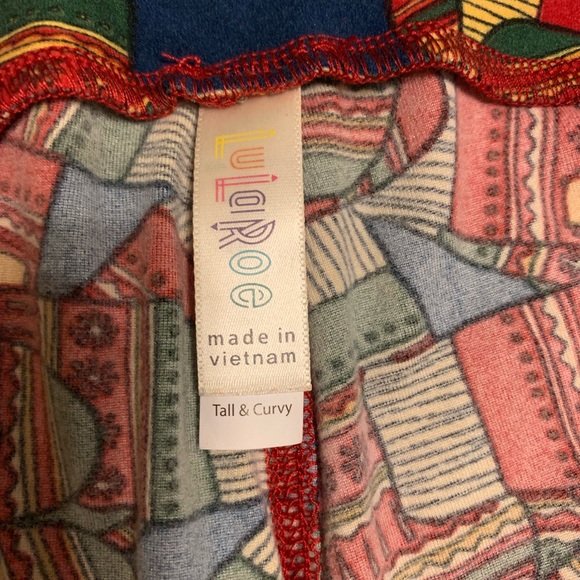 LuLaRoe
made in
vietnam
Tall & Curvy